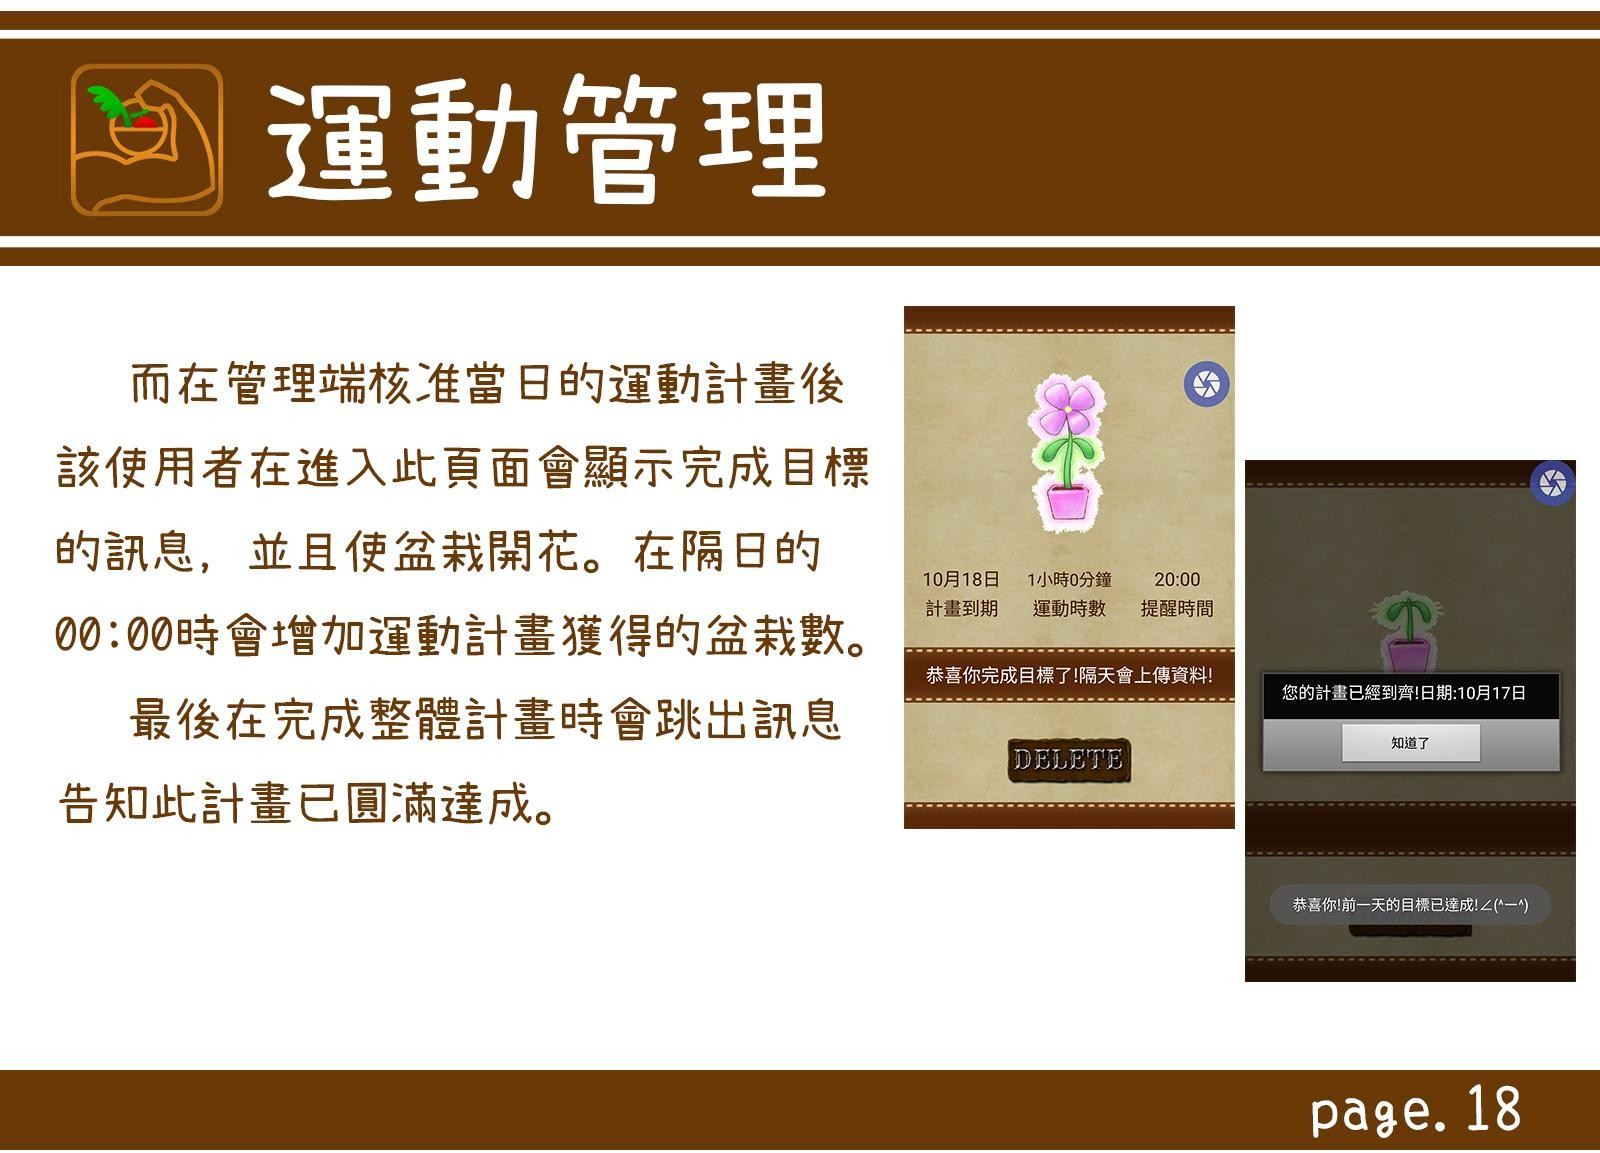 運動管理
而在管理端核准當日的運動計畫後
該使用者在進入此頁面會顯示完成目標
的訊息，並且使盆栽開花。在隔日的
00:00時會增加運動計畫獲得的盆栽數。
最後在完成整體計畫時會跳出訊息
告知此計畫已圓滿達成。
10月18日 1小時0分鐘 20:00
計畫到期 運動時數 提醒時間
恭喜你完成目標了!隔天會上傳資料!
DELETE
您的計畫已經到齊!日期:10月17日
知道了
恭喜你!前一天的目標已達成!∠(^ー^)
page. 18